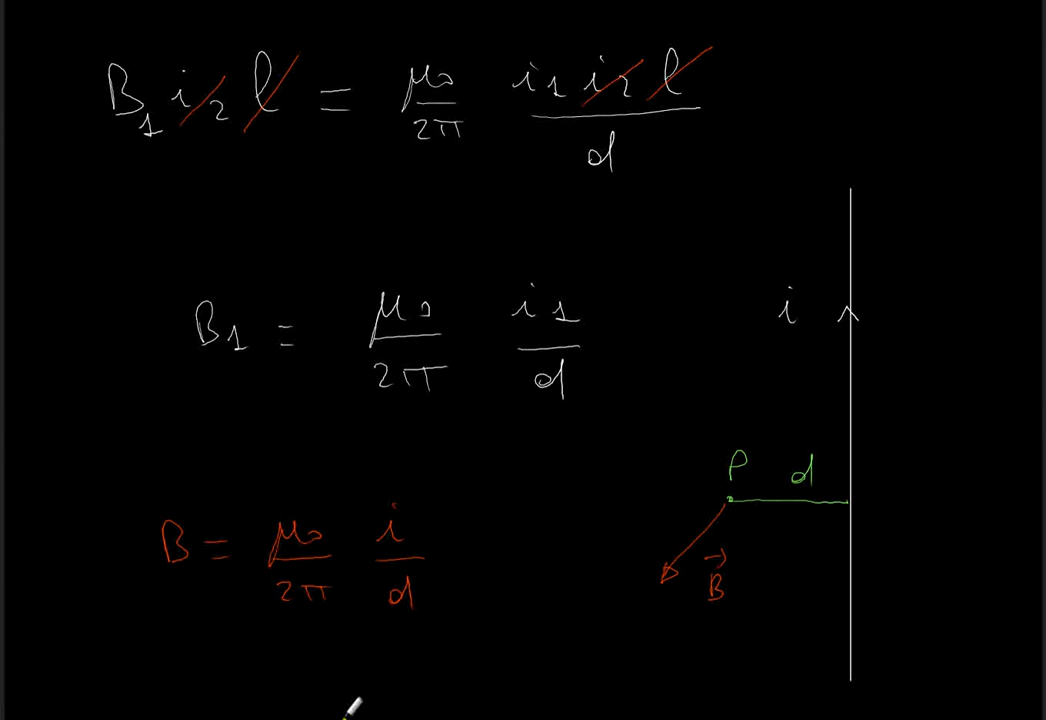 B₁ i₂ l = μ₀/2π i₁ i₂ l/d
B₁ = μ₀/2π i₁/d
i
P d
B = μ₀/2π i/d
B⃗